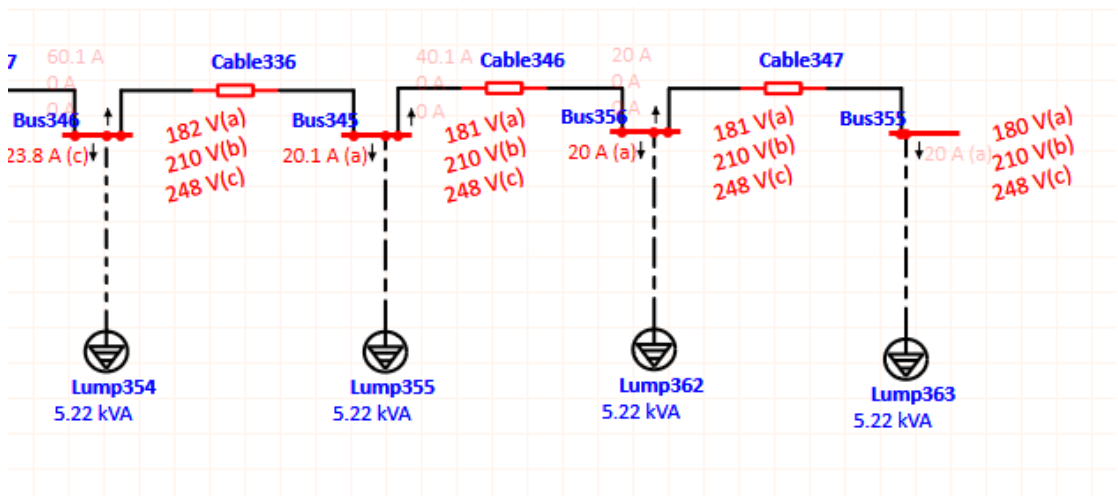 60.1 A
0 A
0 A
7
Cable336
Bus346
23.8 A (c)
182 V(a)
210 V(b)
248 V(c)
40.1 A
0 A
0 A
Cable346
Bus345
20.1 A (a)
181 V(a)
210 V(b)
248 V(c)
20 A
0 A
0 A
Cable347
Bus356
20 A (a)
181 V(a)
210 V(b)
248 V(c)
Bus355
20 A (a)
180 V(a)
210 V(b)
248 V(c)
Lump354
5.22 kVA
Lump355
5.22 kVA
Lump362
5.22 kVA
Lump363
5.22 kVA